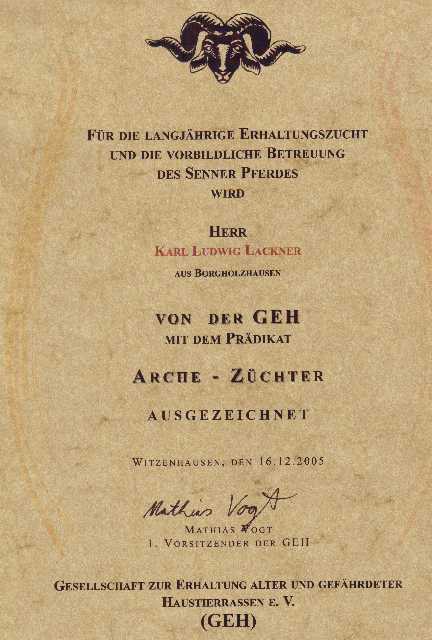 Für die langjährige Erhaltungszucht
und die vorbildliche Betreuung
des Senner Pferdes
wird
Herr
Karl Ludwig Lackner
aus Borgholzhausen
von der GEH
mit dem Prädikat
Arche - Züchter
ausgezeichnet
Witzenhausen, den 16.12.2005
Mathias Vogt
Mathias Vogt
1. Vorsitzender der GEH
Gesellschaft zur Erhaltung alter und gefährdeter
Haustierrassen e. V.
(GEH)